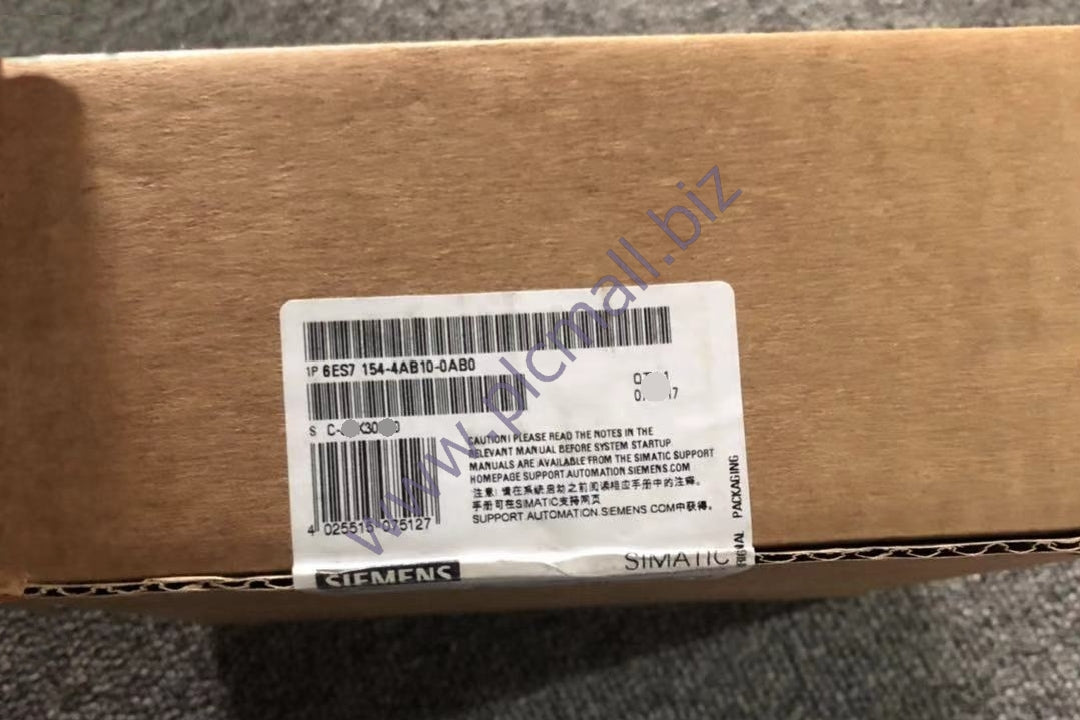 1P 6ES7 154-4AB10-0AB0
S C-
CAUTION! PLEASE READ THE NOTES IN THE
RELEVANT MANUAL BEFORE SYSTEM STARTUP.
MANUALS ARE AVAILABLE FROM THE SIMATIC SUPPORT
HOMEPAGE SUPPORT.AUTOMATION.SIEMENS.COM
注意! 请在系统启动之前阅读相应手册中的注释。
手册可在SIMATIC支持网页
SUPPORT.AUTOMATION.SIEMENS.COM中获得。
4 025515 075127
PACKAGING
SIEMENS
SIMATIC
www.plcmall.biz